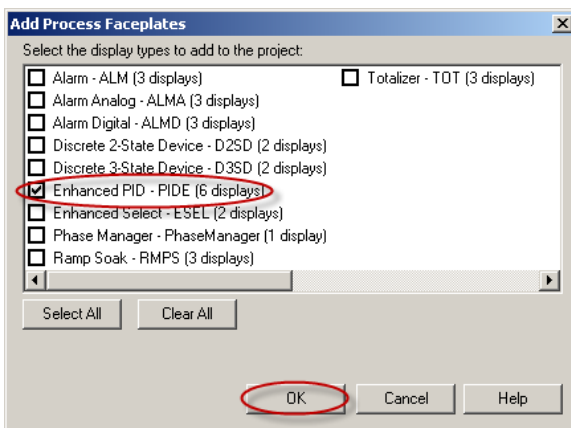 Add Process Faceplates
Select the display types to add to the project:
Alarm - ALM (3 displays)
Alarm Analog - ALMA (3 displays)
Alarm Digital - ALMD (3 displays)
Discrete 2-State Device - D2SD (2 displays)
Discrete 3-State Device - D3SD (2 displays)
Enhanced PID - PIDE (6 displays)
Enhanced Select - ESEL (2 displays)
Phase Manager - PhaseManager (1 display)
Ramp Soak - RMPS (3 displays)
Totalizer - TOT (3 displays)
Select All
Clear All
OK
Cancel
Help